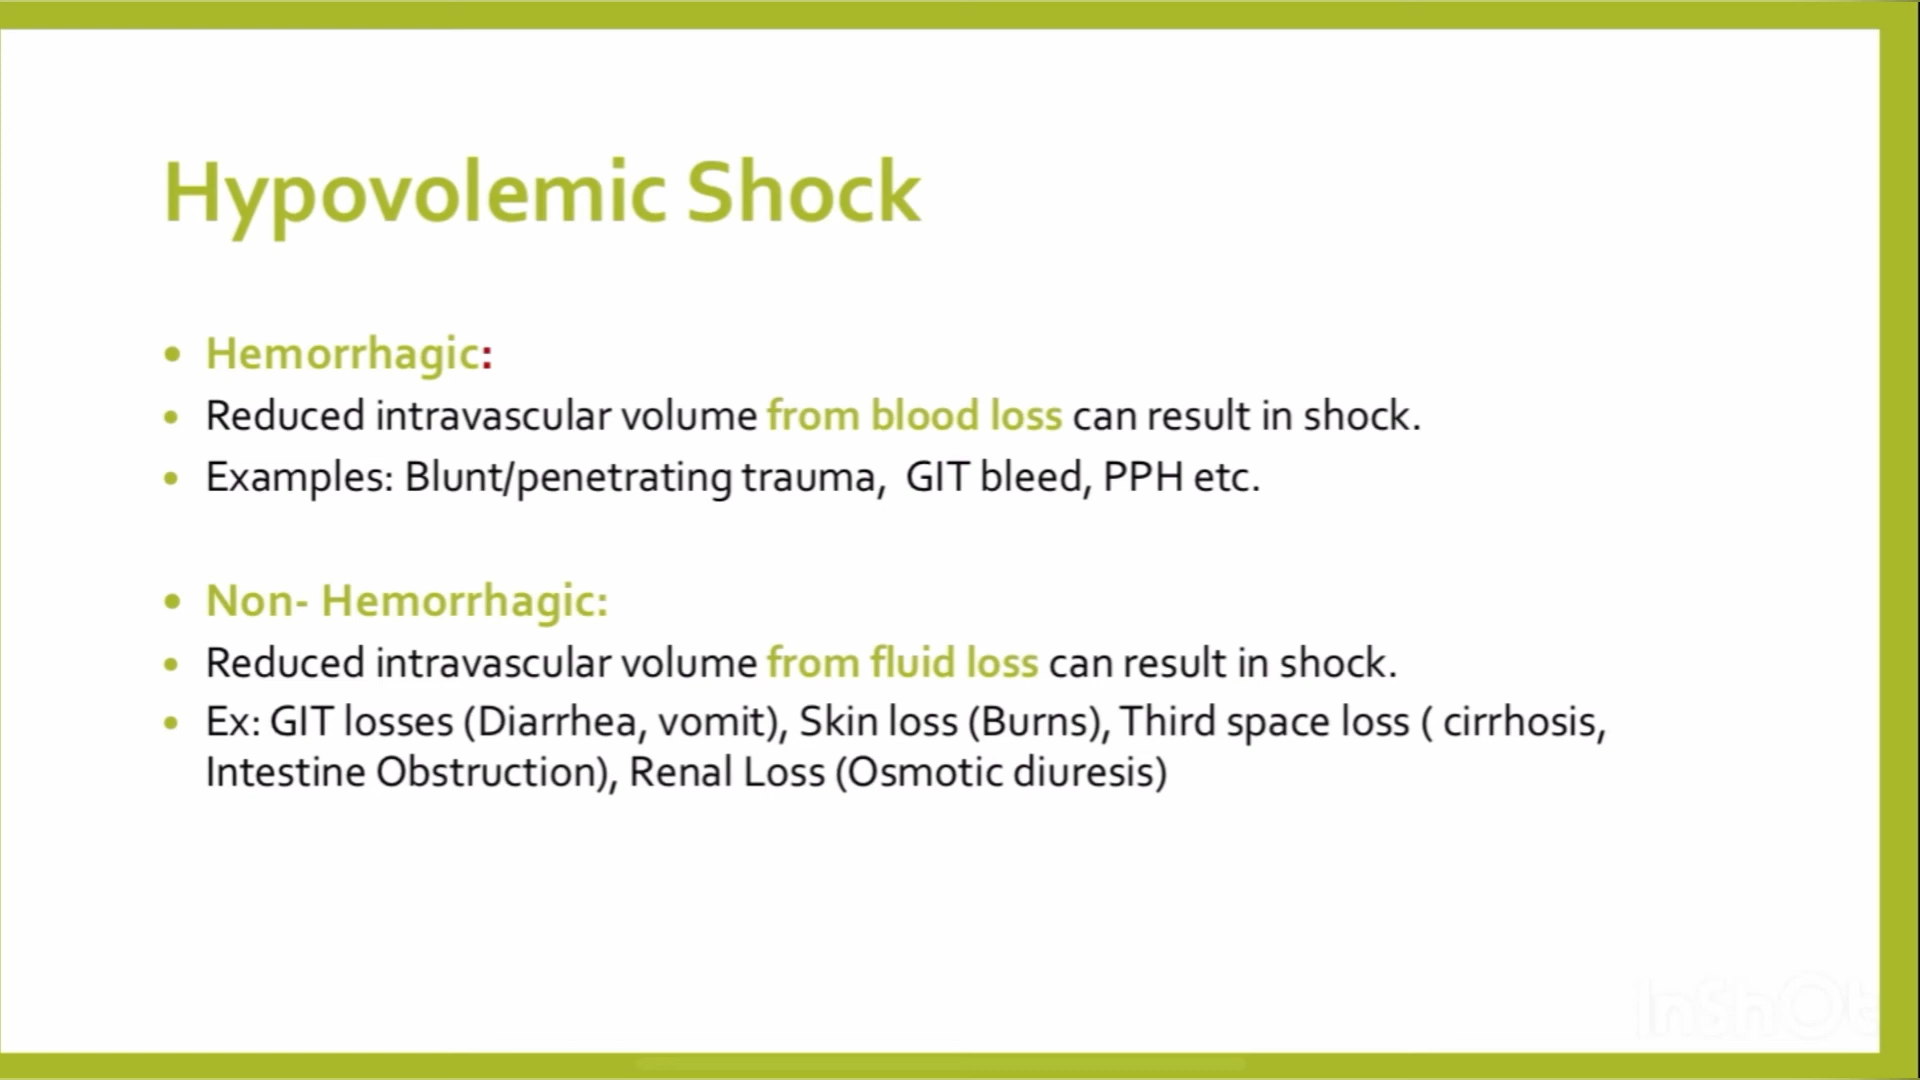 Hypovolemic Shock
• Hemorrhagic:
• Reduced intravascular volume from blood loss can result in shock.
• Examples: Blunt/penetrating trauma, GIT bleed, PPH etc.
• Non- Hemorrhagic:
• Reduced intravascular volume from fluid loss can result in shock.
• Ex: GIT losses (Diarrhea, vomit), Skin loss (Burns), Third space loss ( cirrhosis,
Intestine Obstruction), Renal Loss (Osmotic diuresis)